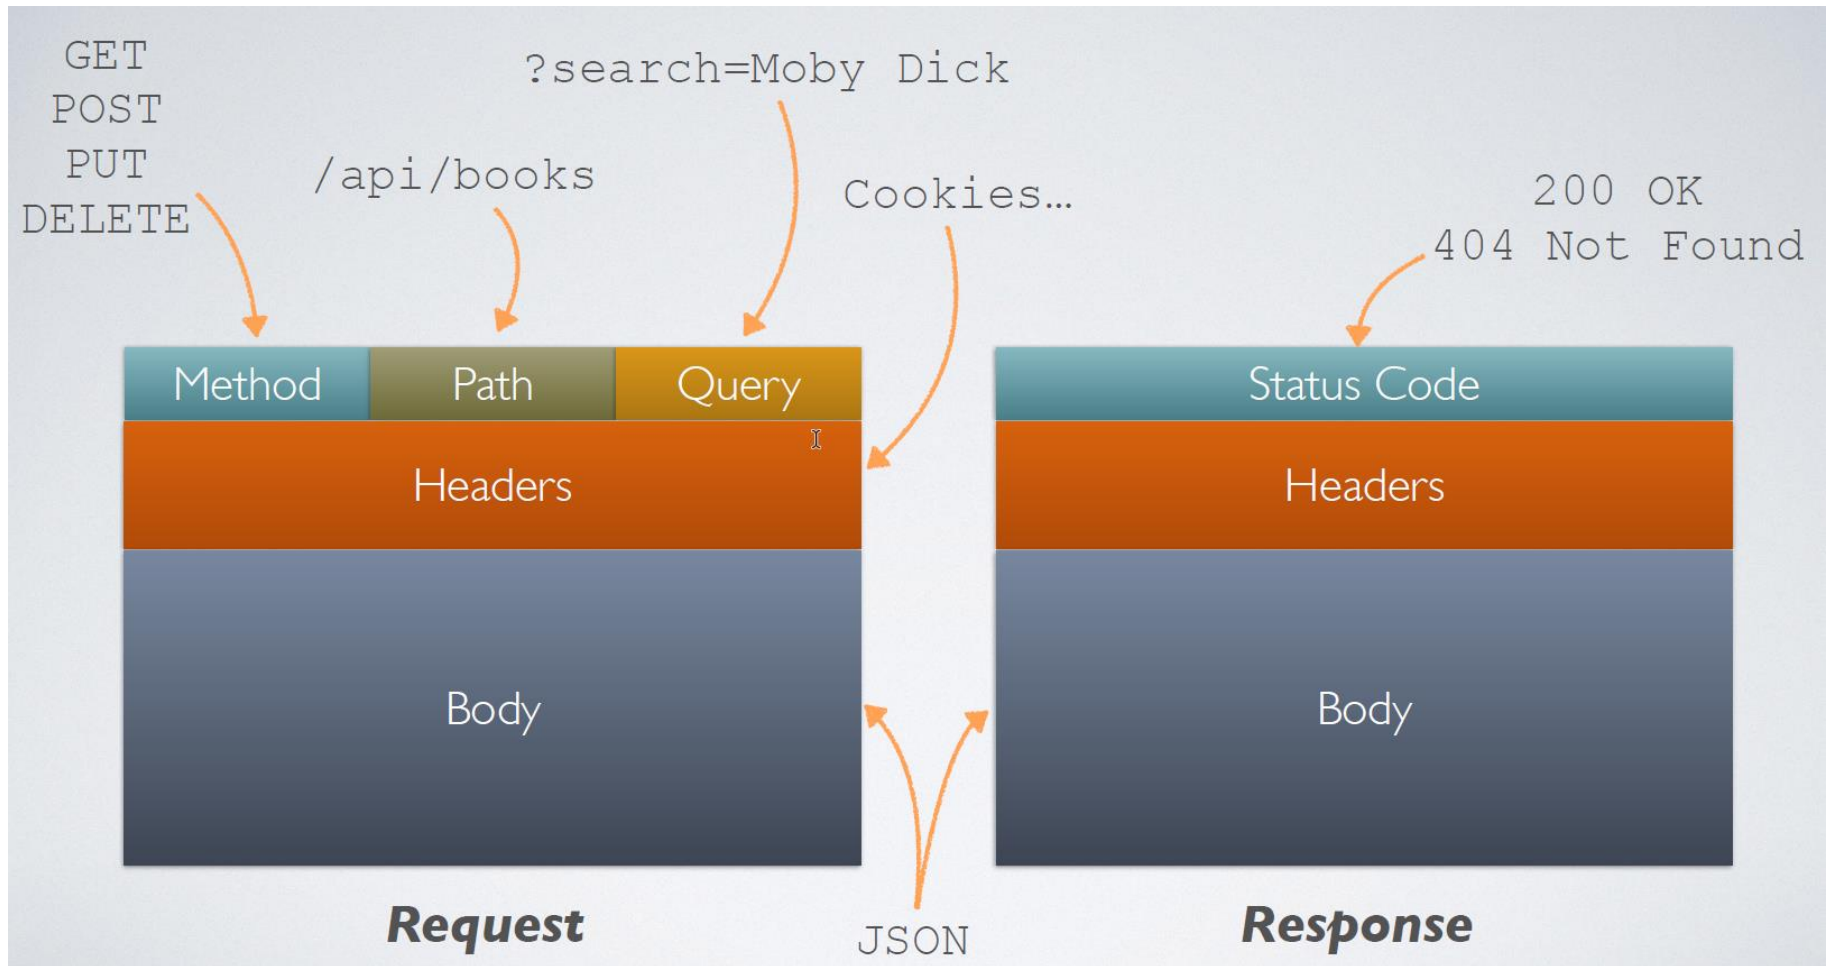 GET
POST
PUT
DELETE
/api/books
?search=Moby Dick
Cookies…
200 OK
404 Not Found
Method
Path
Query
Headers
Body
Request
Status Code
Headers
Body
Response
JSON